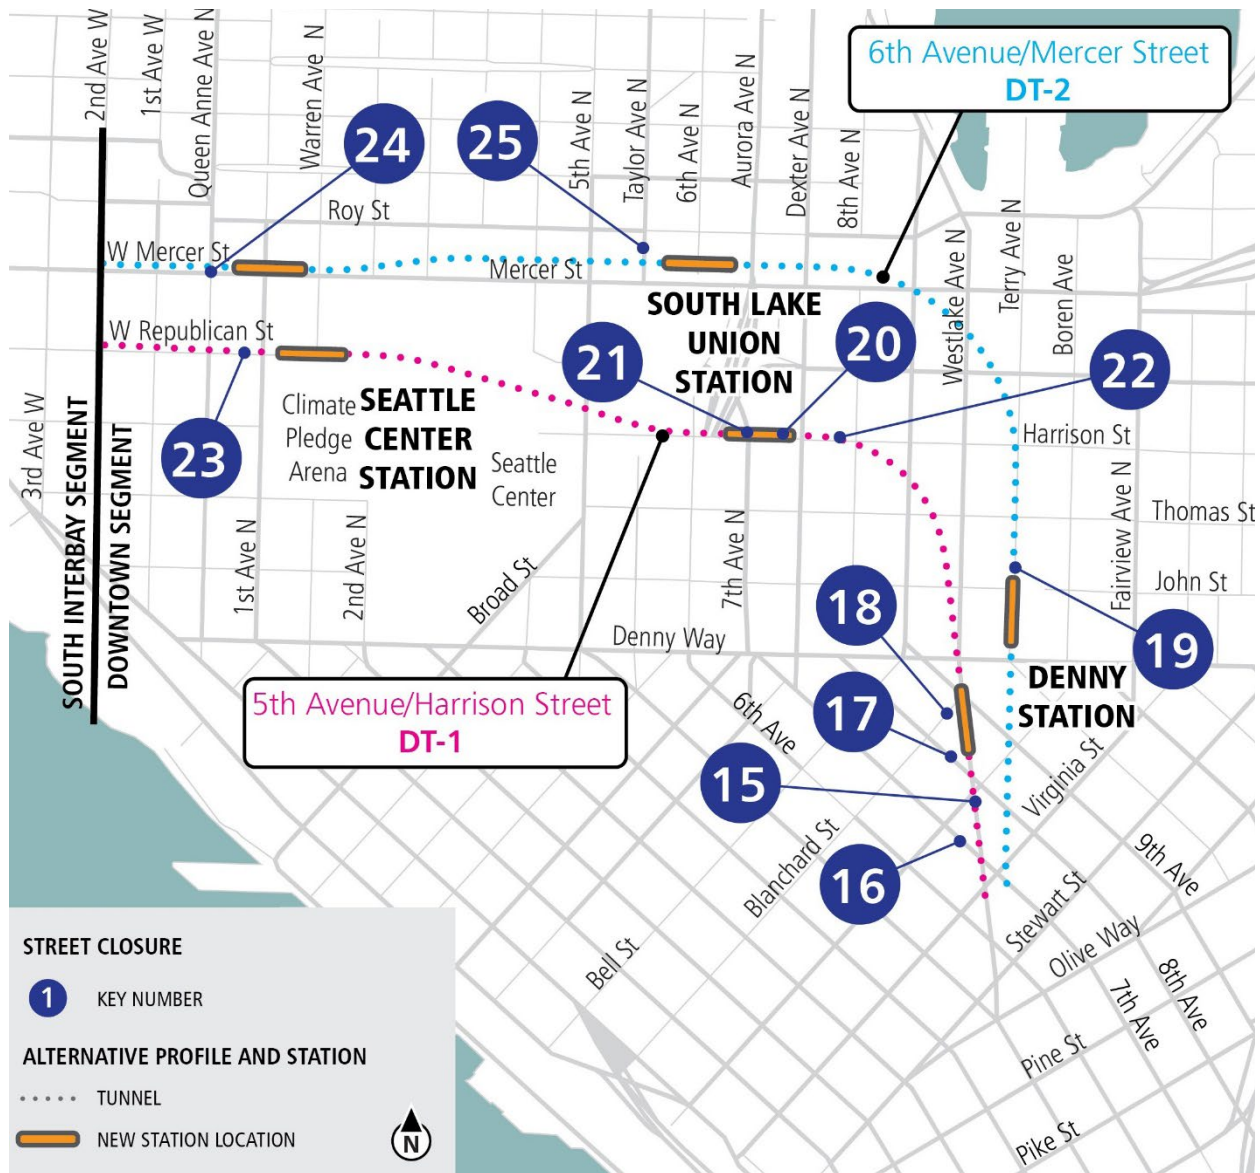 2nd Ave W
1st Ave W
Queen Anne Ave N
Warren Ave N
24
25
5th Ave N
Taylor Ave N
6th Ave N
Aurora Ave N
Dexter Ave N
8th Ave N
6th Avenue/Mercer Street
DT-2
Roy St
W Mercer St
Mercer St
Westlake Ave N
Terry Ave N
Boren Ave
W Republican St
SOUTH LAKE
UNION
STATION
21
20
22
3rd Ave W
SOUTH INTERBAY SEGMENT
DOWNTOWN SEGMENT
23
Climate
Pledge
Arena
SEATTLE
CENTER
STATION
Seattle
Center
Harrison St
Fairview Ave N
Thomas St
John St
1st Ave N
2nd Ave N
Broad St
7th Ave N
Denny Way
18
19
DENNY
STATION
5th Avenue/Harrison Street
DT-1
6th Ave
17
15
16
Virginia St
Blanchard St
9th Ave
Stewart St
Olive Way
Bell St
8th Ave
7th Ave
Pine St
Pike St
STREET CLOSURE
1
KEY NUMBER
ALTERNATIVE PROFILE AND STATION
TUNNEL
NEW STATION LOCATION
N